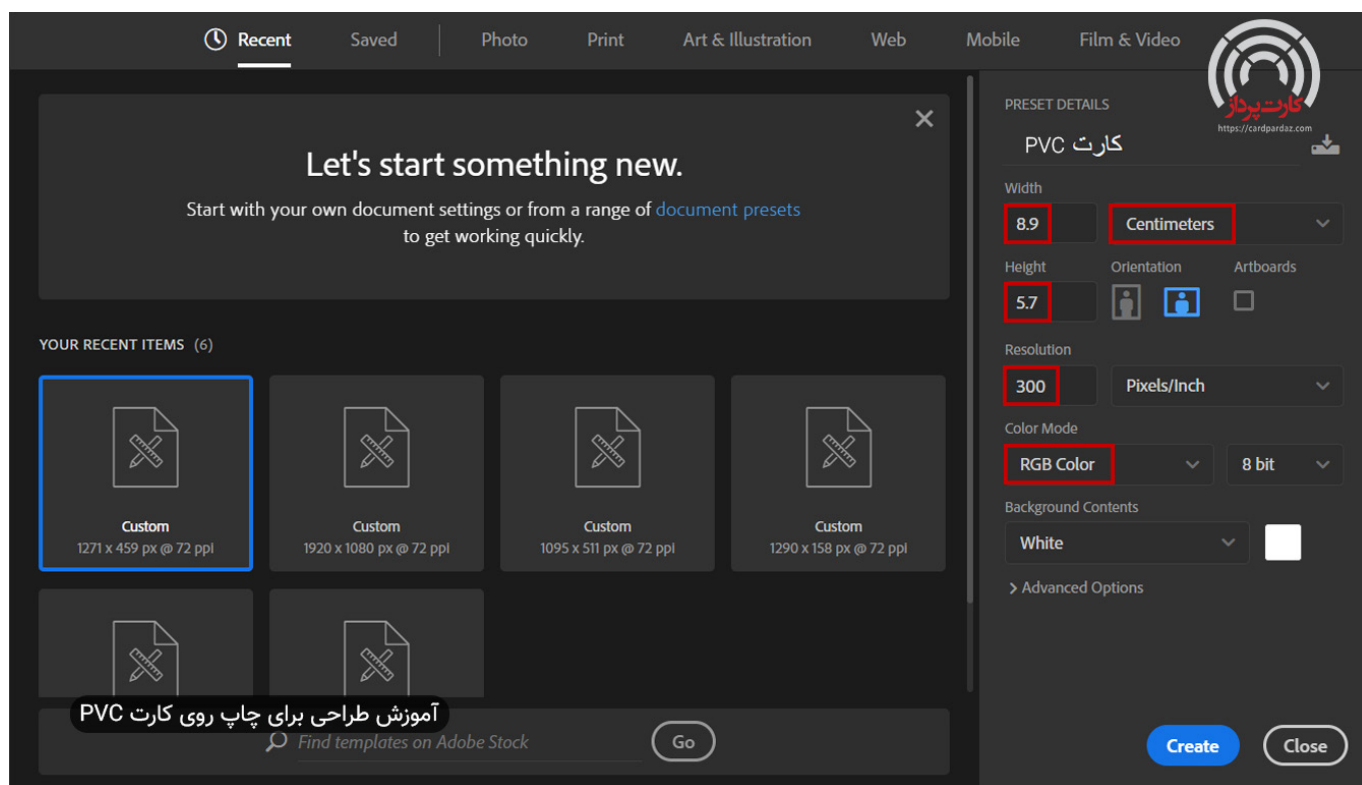 Recent Saved Photo Print Art & Illustration Web Mobile Film & Video
کارت پرداز
https://cardpardaz.com
Let's start something new.
Start with your own document settings or from a range of document presets
to get working quickly.
YOUR RECENT ITEMS (6)
Custom
1271 x 459 px @ 72 ppi
Custom
1920 x 1080 px @ 72 ppi
Custom
1095 x 511 px @ 72 ppi
Custom
1290 x 158 px @ 72 ppi
آموزش طراحی برای چاپ روی کارت PVC
Find templates on Adobe Stock Go
PRESET DETAILS
کارت PVC
Width
8.9 Centimeters
Height Orientation Artboards
5.7
Resolution
300 Pixels/Inch
Color Mode
RGB Color 8 bit
Background Contents
White
Advanced Options
Create Close